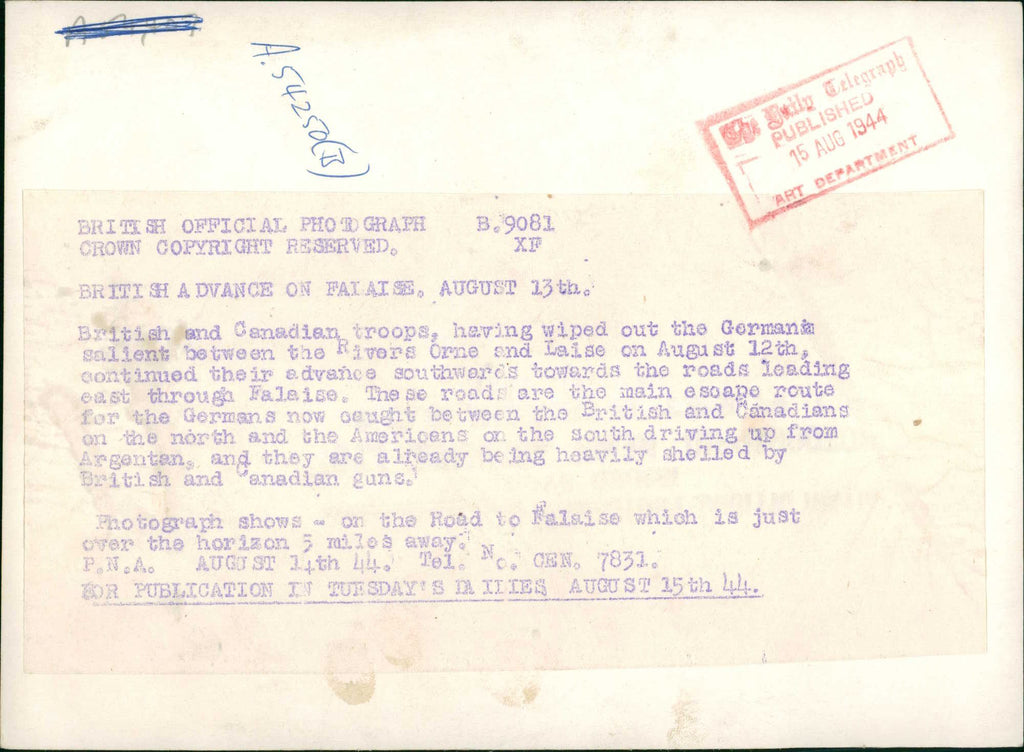 A.54250(B)
The Daily Telegraph
PUBLISHED
15 AUG 1944
ART DEPARTMENT
BRITISH OFFICIAL PHOTOGRAPH B.9081
CROWN COPYRIGHT RESERVED. XF
BRITISH ADVANCE ON FALAISE. AUGUST 13th.
British and Canadian troops, having wiped out the German
salient between the Rivers Orne and Laise on August 12th,
continued their advance southwards towards the roads leading
east through Falaise. These roads are the main escape route
for the Germans now caught between the British and Canadians
on the north and the Americans on the south driving up from
Argentan, and they are already being heavily shelled by
British and Canadian guns.
Photograph shows - on the Road to Falaise which is just
over the horizon 5 miles away.
P.N.A. AUGUST 14th 44. Tel. No. CEN. 7831.
FOR PUBLICATION IN TUESDAY'S DAILIES AUGUST 15th 44.